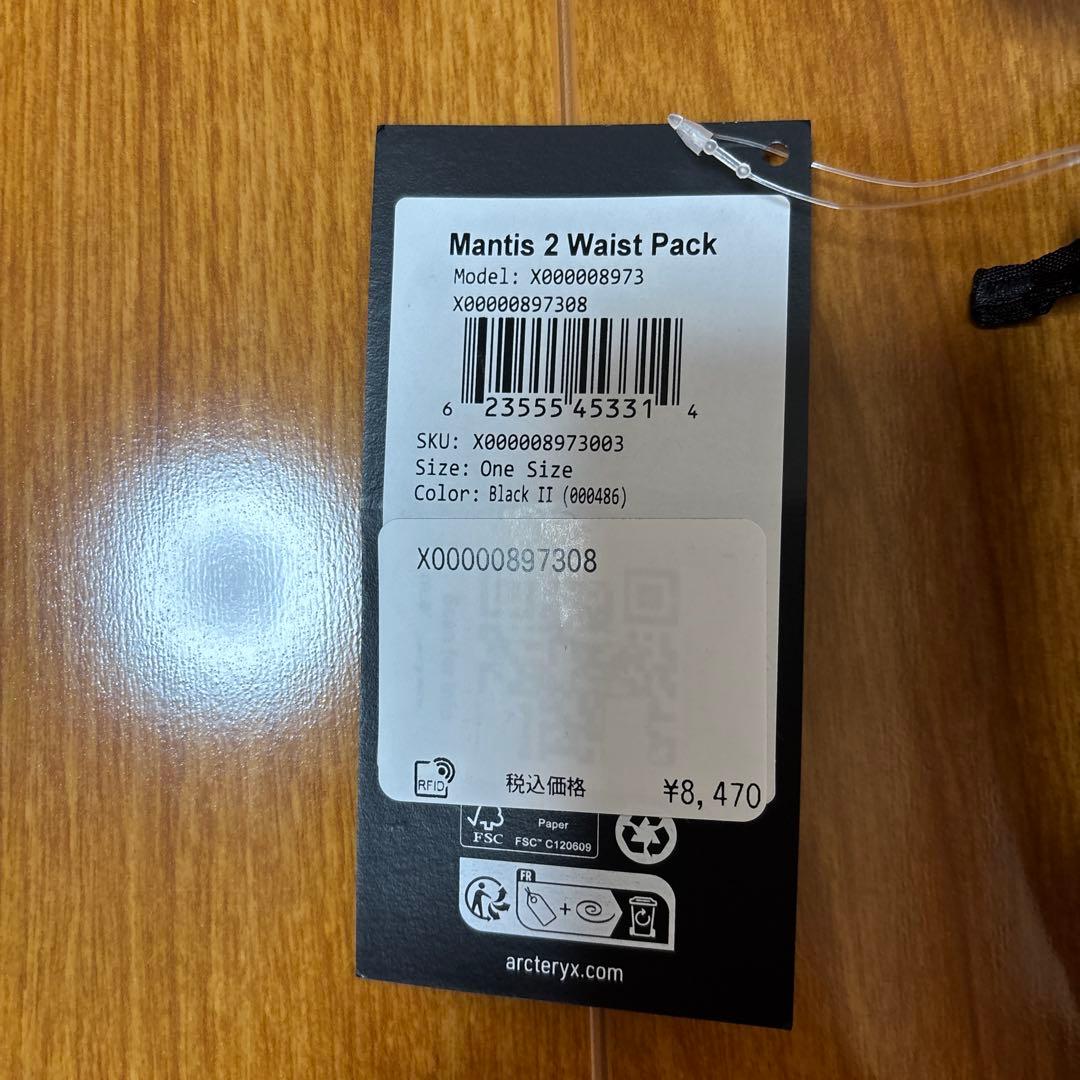 Mantis 2 Waist Pack
Model: X000008973
X00000897308
6 23555 45331 4
SKU: X000008973003
Size: One Size
Color: Black II (000486)
X00000897308
RFID 税込価格 ¥8,470
Paper
FSC FSC™ C120609
FR
+
arcteryx.com